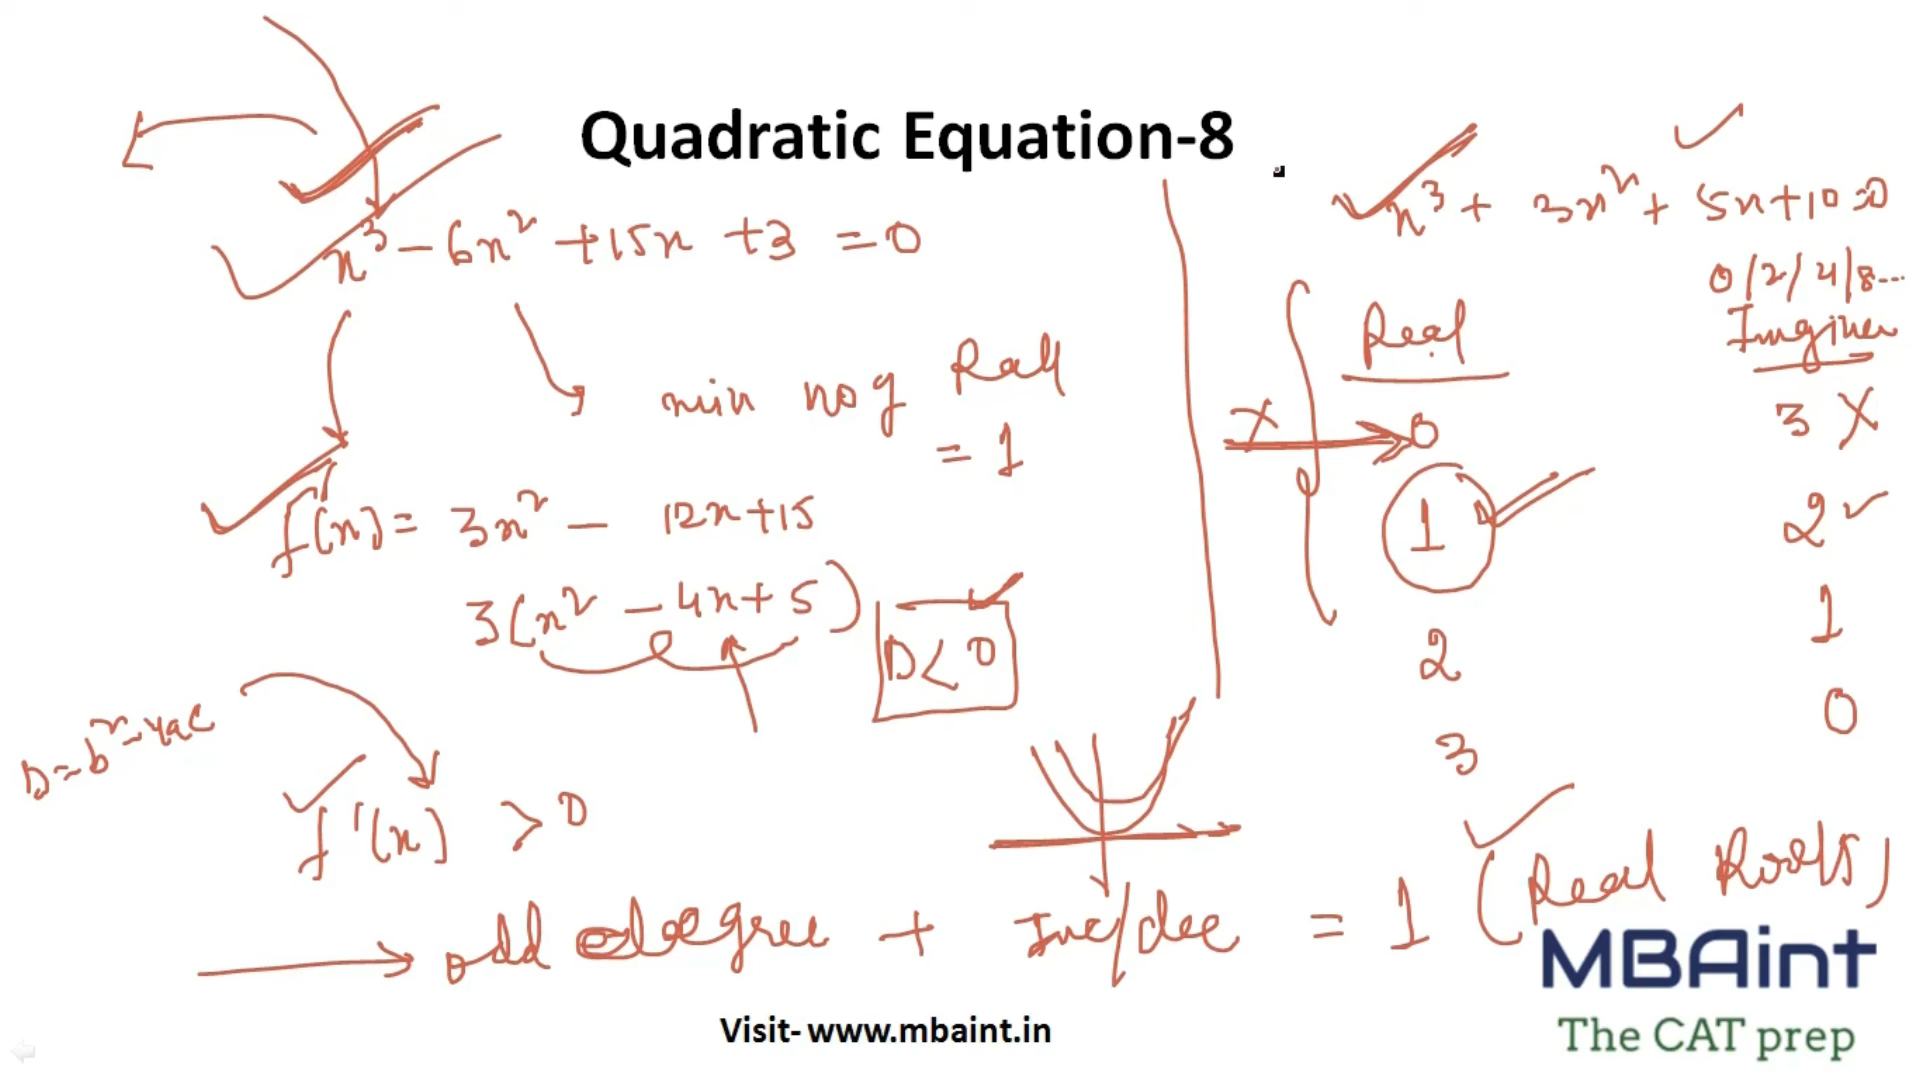 Quadratic Equation-8
x³ - 6x² + 15x + 3 = 0
min no of Real
= 1
f'(x) = 3x² - 12x + 15
3(x² - 4x + 5)
D < 0
D = b² - 4ac
f'(x) > 0
odd degree + Inc/dec = 1 (Real Roots)
x³ + 3x² + 5x + 10 = 0
0/2/4/8...
Real
0 3 X
1 2 ✓
2 1
3 0
MBAint
The CAT prep
Visit- www.mbaint.in